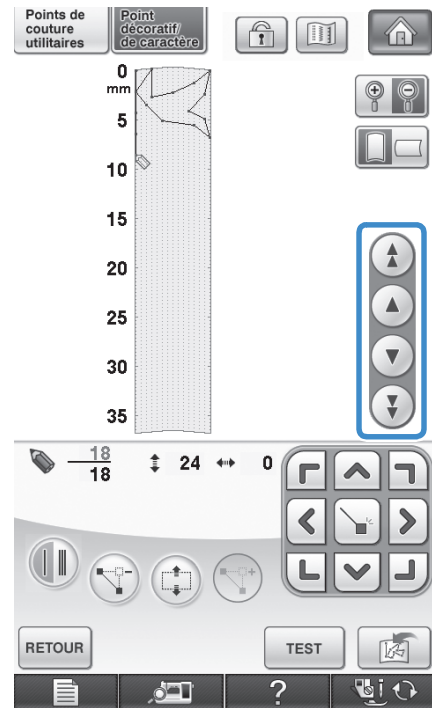 Points de
couture
utilitaires
Point
décoratif/
de caractère
0
mm
5
10
15
20
25
30
35
18
18
24
0
RETOUR
TEST
?